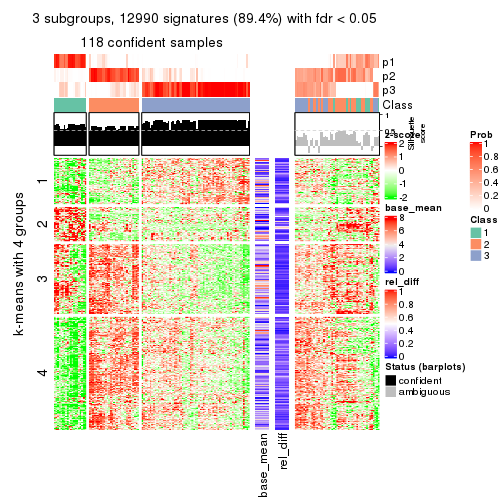 3 subgroups, 12990 signatures (89.4%) with fdr < 0.05
118 confident samples
p1
p2
p3
Class
1
0.5
Silhouette
score
k-means with 4 groups
1
2
3
4
base_mean
rel_diff
z-score
2
1
0
-1
-2
base_mean
8
6
4
2
0
rel_diff
1
0.8
0.6
0.4
0.2
0
Status (barplots)
confident
ambiguous
Prob
1
0.8
0.6
0.4
0.2
0
Class
1
2
3